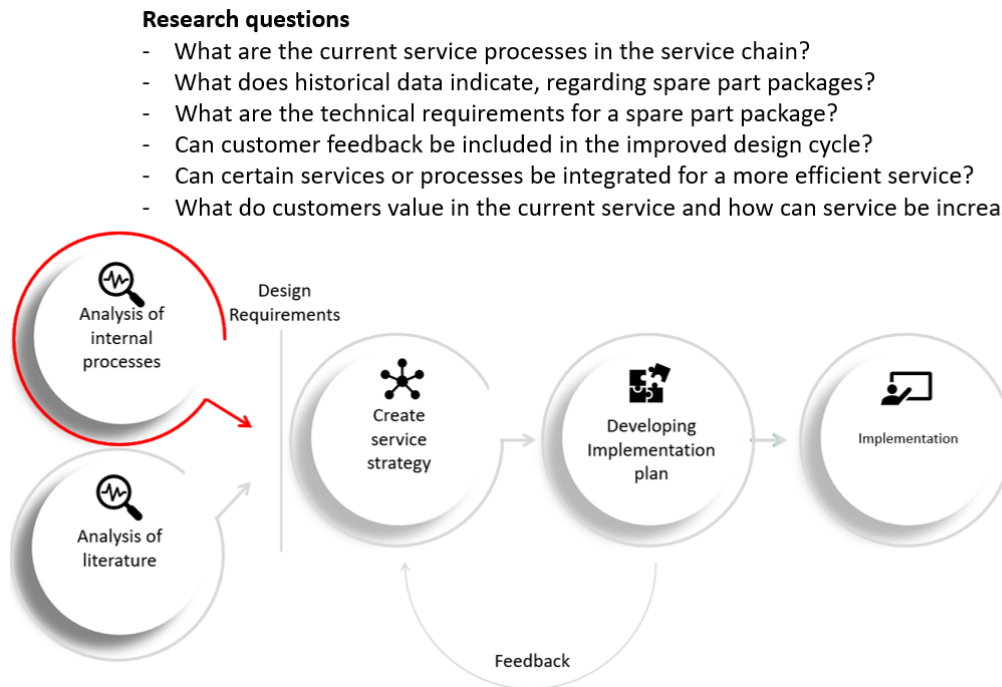 Research questions
- What are the current service processes in the service chain?
- What does historical data indicate, regarding spare part packages?
- What are the technical requirements for a spare part package?
- Can customer feedback be included in the improved design cycle?
- Can certain services or processes be integrated for a more efficient service?
- What do customers value in the current service and how can service be increa
Analysis of
internal
processes
Design
Requirements
Create
service
strategy
Developing
Implementation
plan
Implementation
Analysis of
literature
Feedback